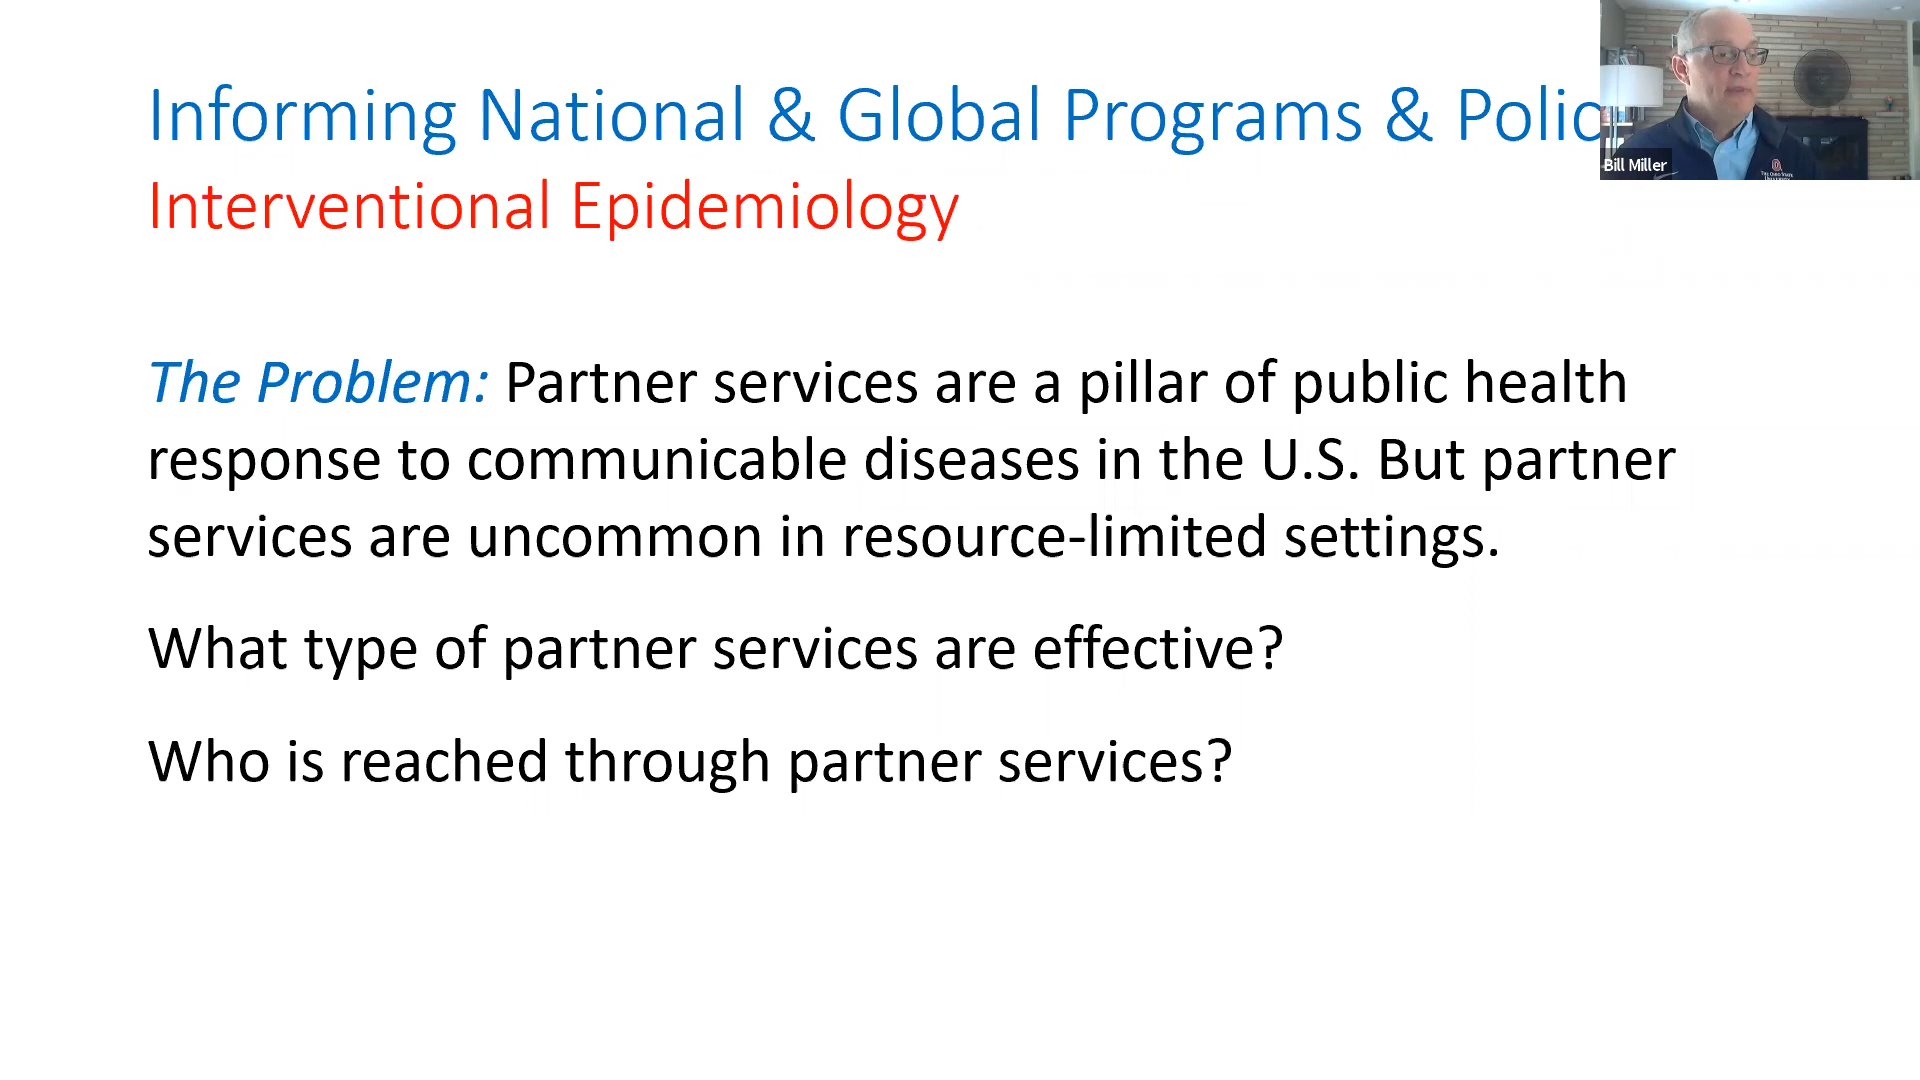 Informing National & Global Programs & Polic
Interventional Epidemiology
Bill Miller
The Problem: Partner services are a pillar of public health
response to communicable diseases in the U.S. But partner
services are uncommon in resource-limited settings.
What type of partner services are effective?
Who is reached through partner services?